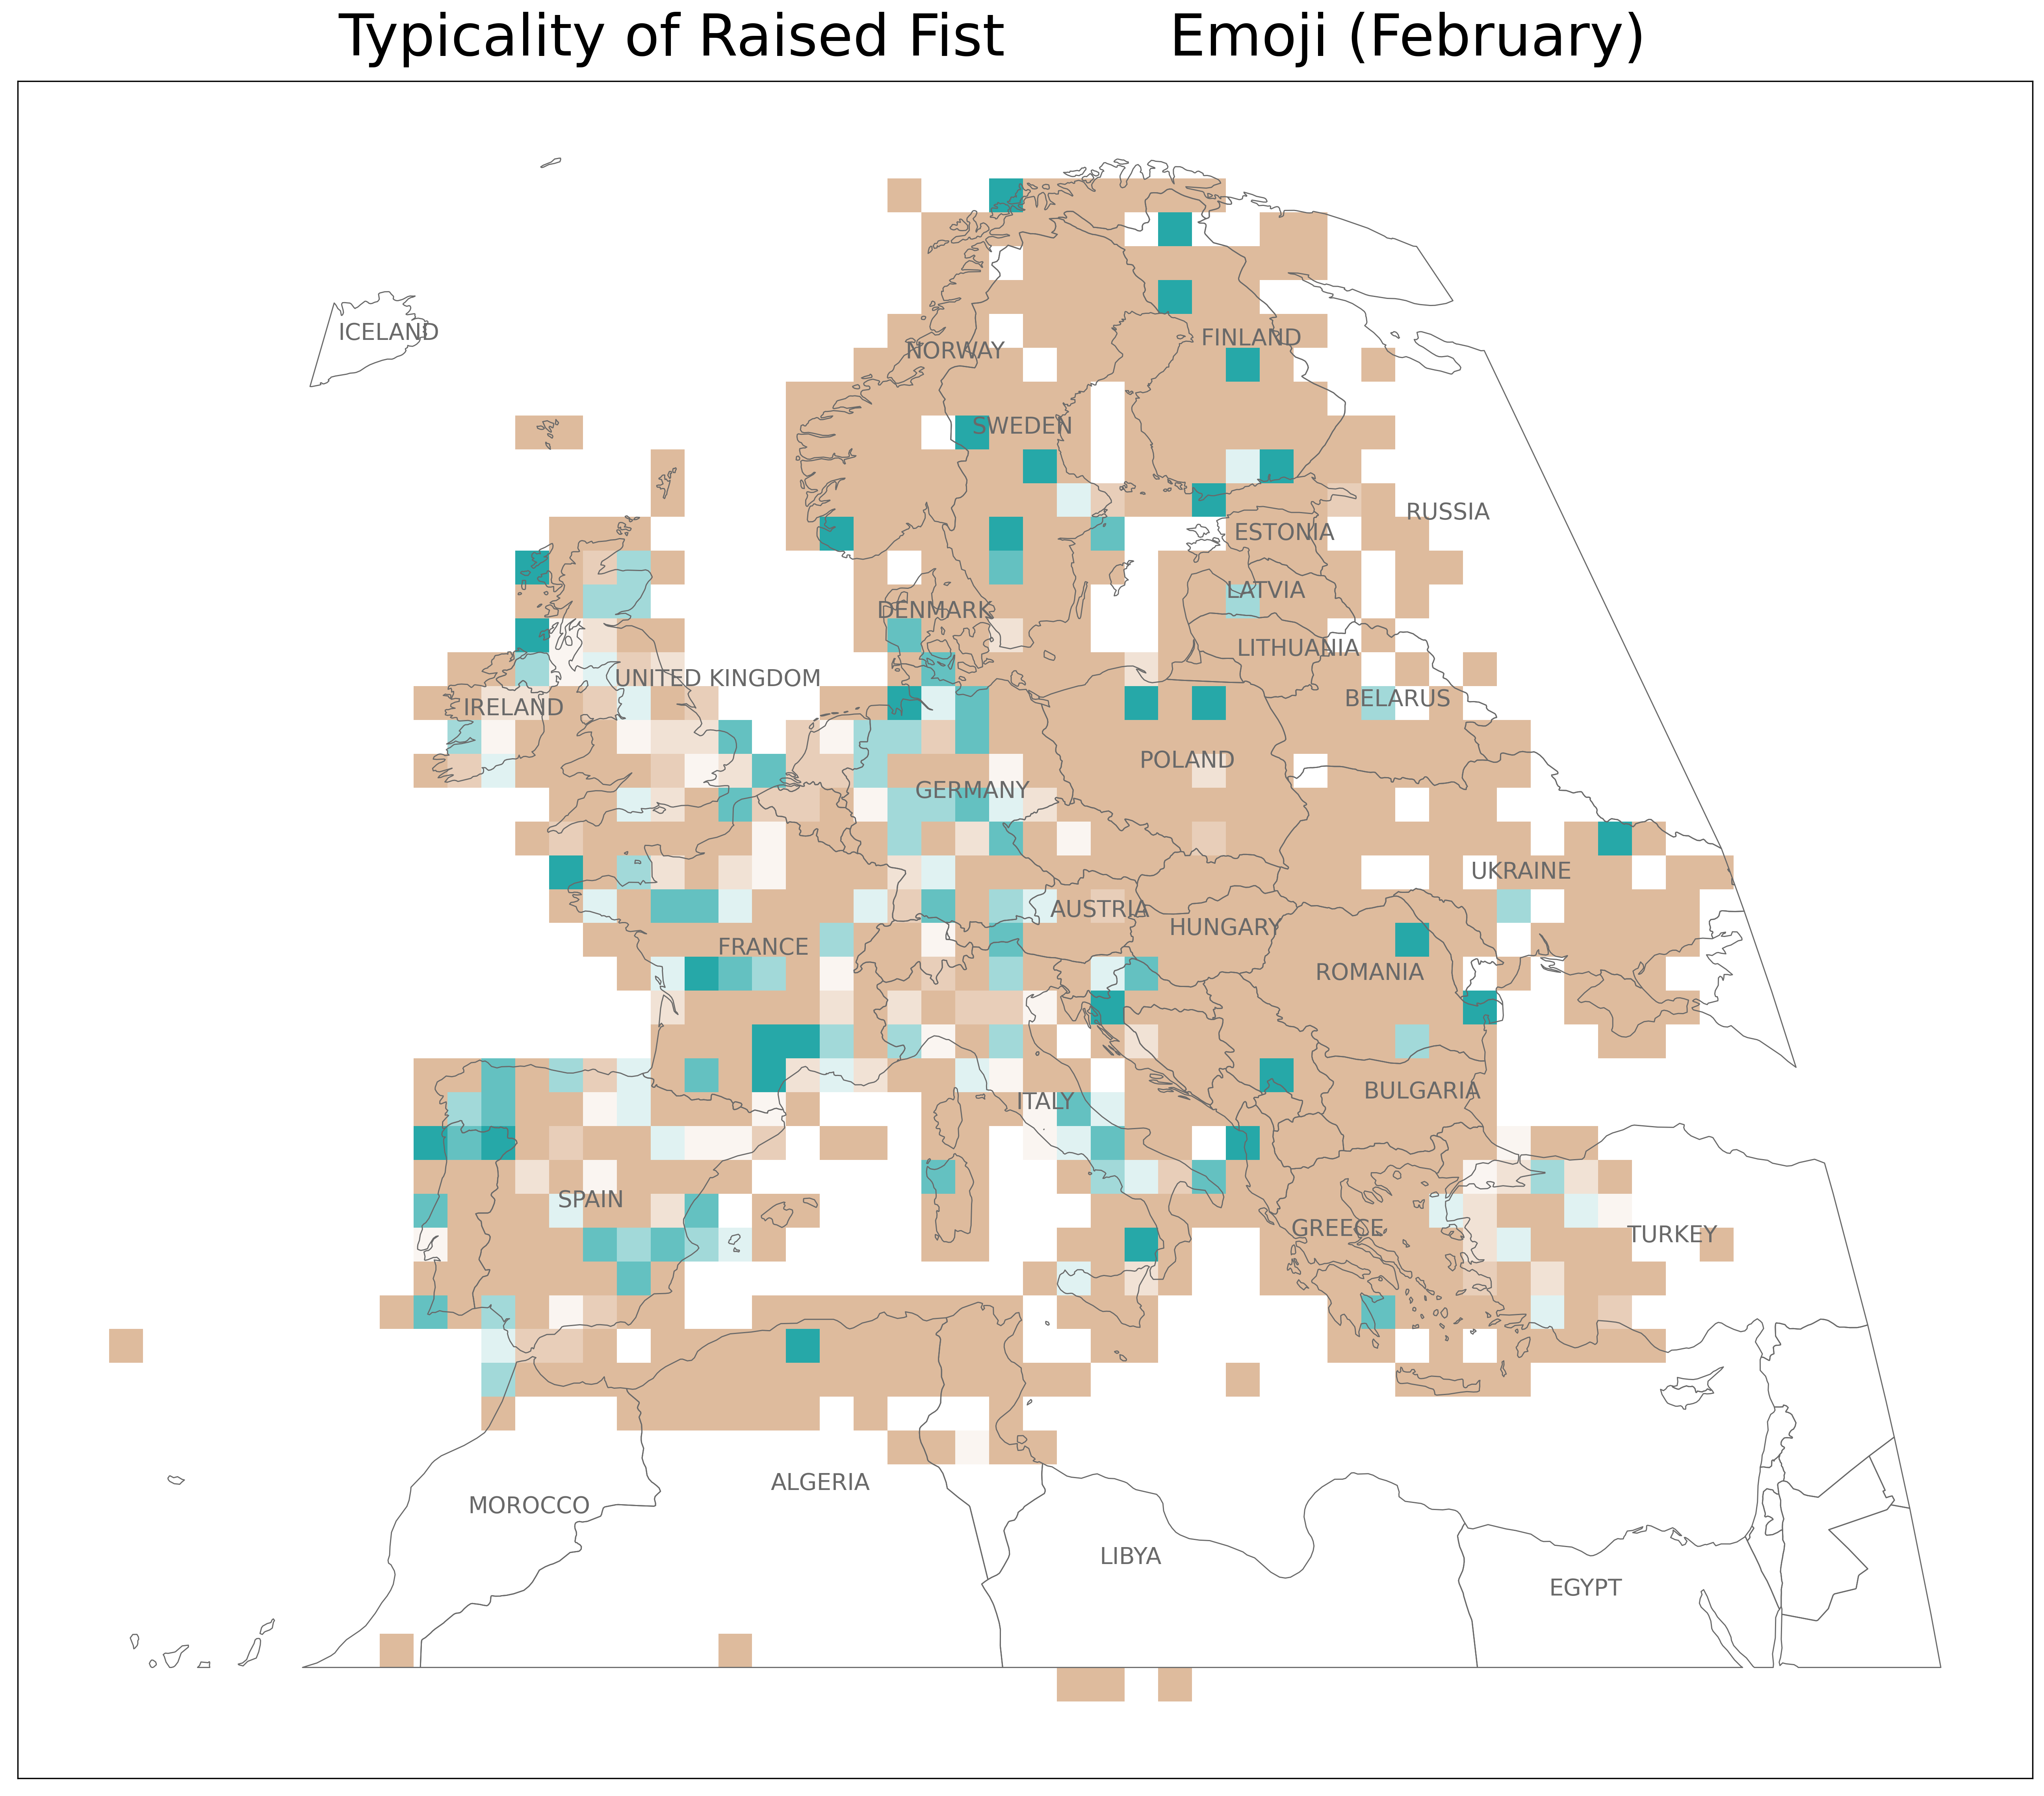 Typicality of Raised Fist Emoji (February)
ICELAND
NORWAY
FINLAND
SWEDEN
RUSSIA
ESTONIA
LATVIA
DENMARK
LITHUANIA
UNITED KINGDOM
BELARUS
IRELAND
POLAND
GERMANY
UKRAINE
AUSTRIA
HUNGARY
FRANCE
ROMANIA
BULGARIA
ITALY
SPAIN
GREECE
TURKEY
ALGERIA
MOROCCO
LIBYA
EGYPT